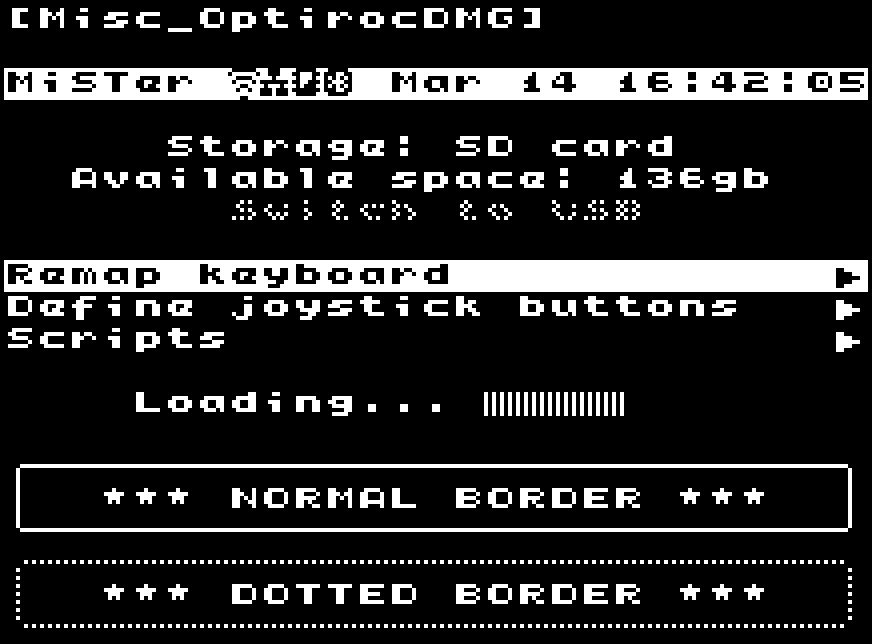 [Misc_OptirocDMG]
MiSTer Mar 14 16:42:05
Storage: SD card
Available space: 136gb
Switch to USB
Remap keyboard
Define joystick buttons
Scripts
Loading...
*** NORMAL BORDER ***
*** DOTTED BORDER ***